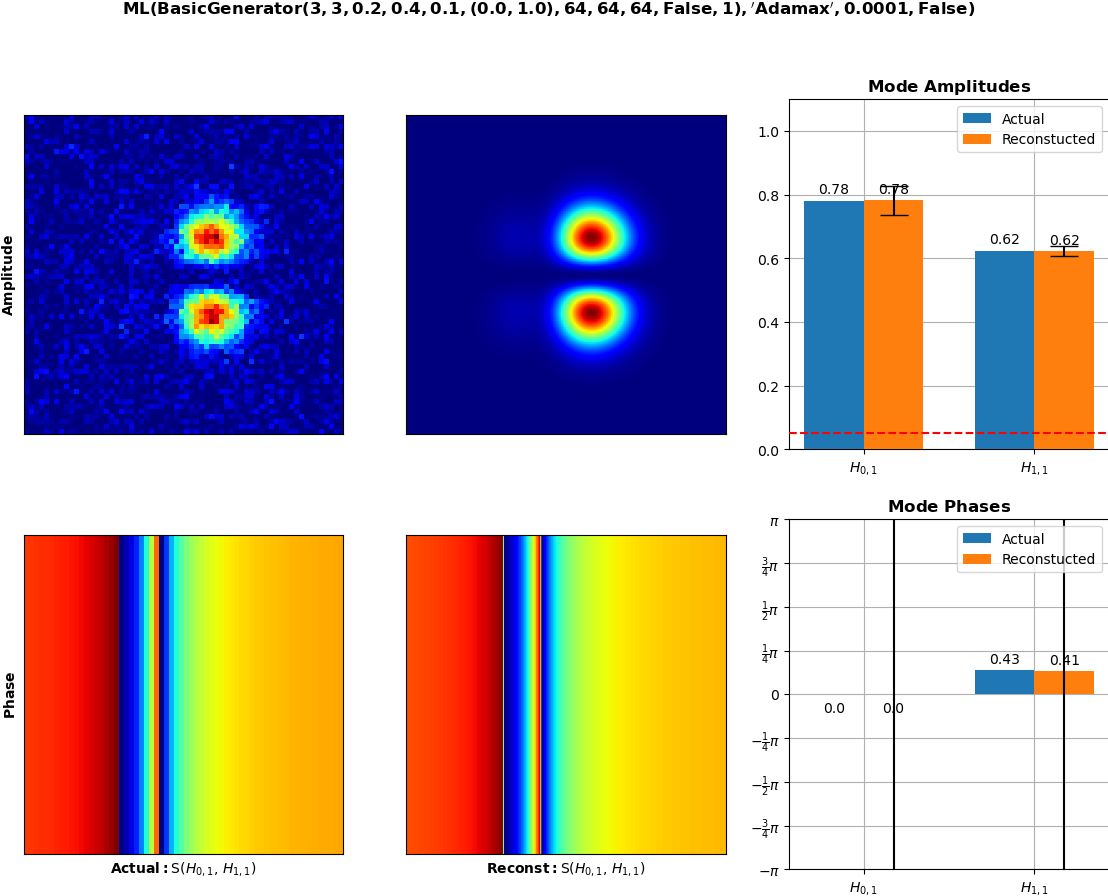 ML(BasicGenerator(3, 3, 0.2, 0.4, 0.1, (0.0, 1.0), 64, 64, 64, False, 1), ′Adamax′, 0.0001, False)
Amplitude
Mode Amplitudes
Actual
Reconstucted
1.0
0.8
0.6
0.4
0.2
0.0
0.78
0.78
0.62
0.62
H0,1
H1,1
Phase
Actual: S(H0,1, H1,1)
Reconst: S(H0,1, H1,1)
Mode Phases
Actual
Reconstucted
π
3/4π
1/2π
1/4π
0
−1/4π
−1/2π
−3/4π
−π
0.0
0.0
0.43
0.41
H0,1
H1,1